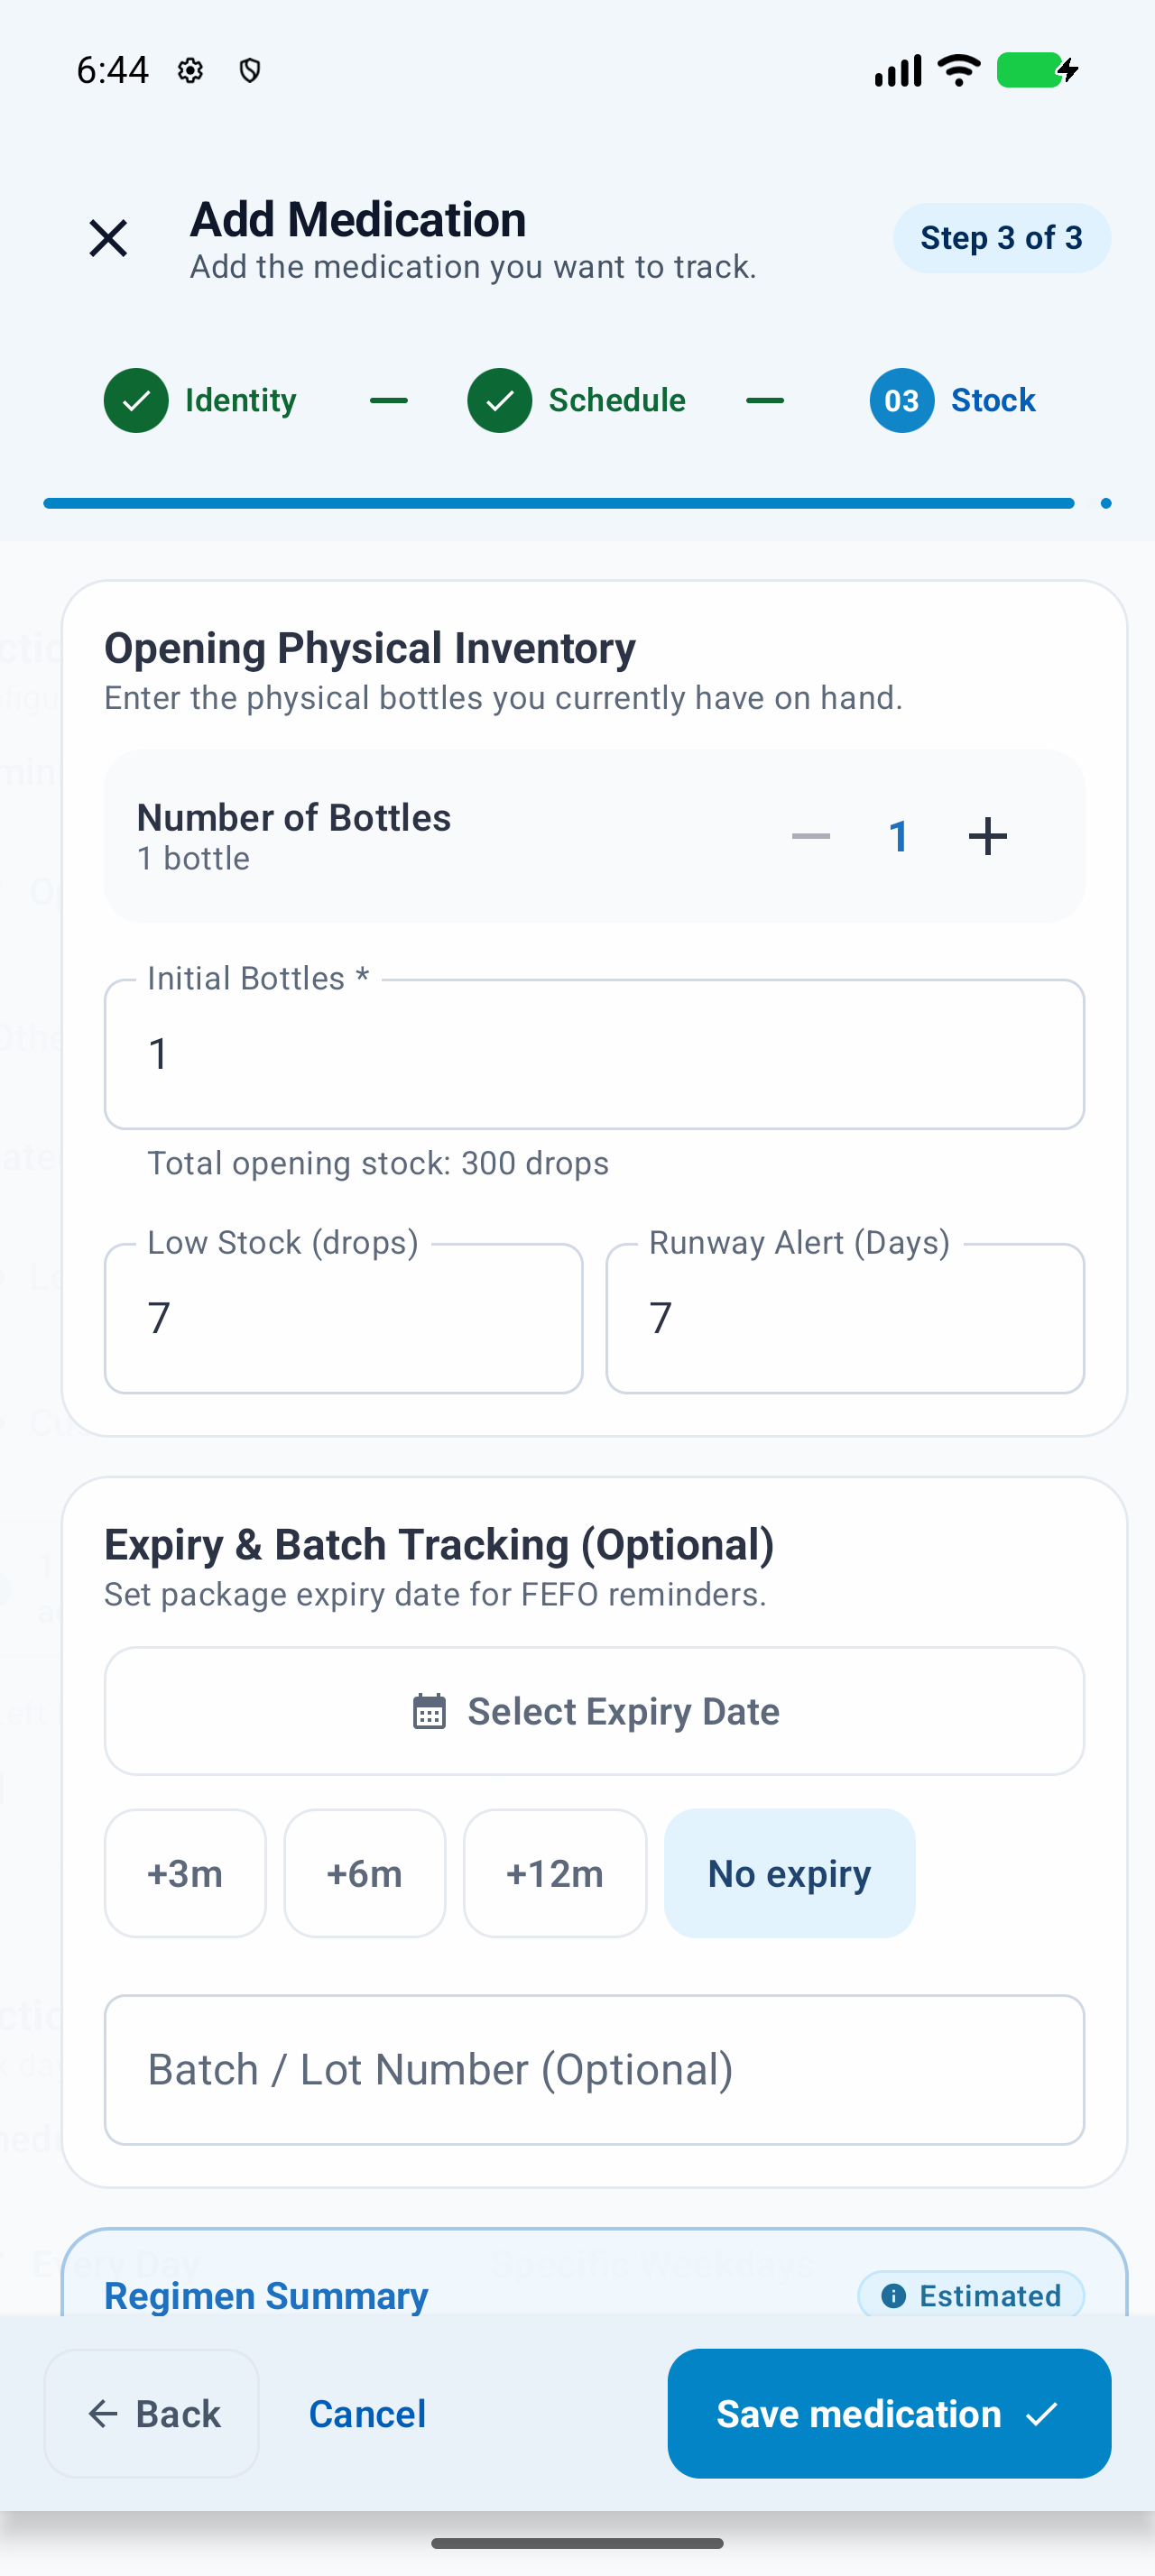 6:44
Add Medication
Add the medication you want to track.
Step 3 of 3
Identity
Schedule
03 Stock
Opening Physical Inventory
Enter the physical bottles you currently have on hand.
Number of Bottles
1 bottle
1
Initial Bottles *
1
Total opening stock: 300 drops
Low Stock (drops)
7
Runway Alert (Days)
7
Expiry & Batch Tracking (Optional)
Set package expiry date for FEFO reminders.
Select Expiry Date
+3m
+6m
+12m
No expiry
Batch / Lot Number (Optional)
Every Day
Specific Weekdays
Regimen Summary
Estimated
Back
Cancel
Save medication